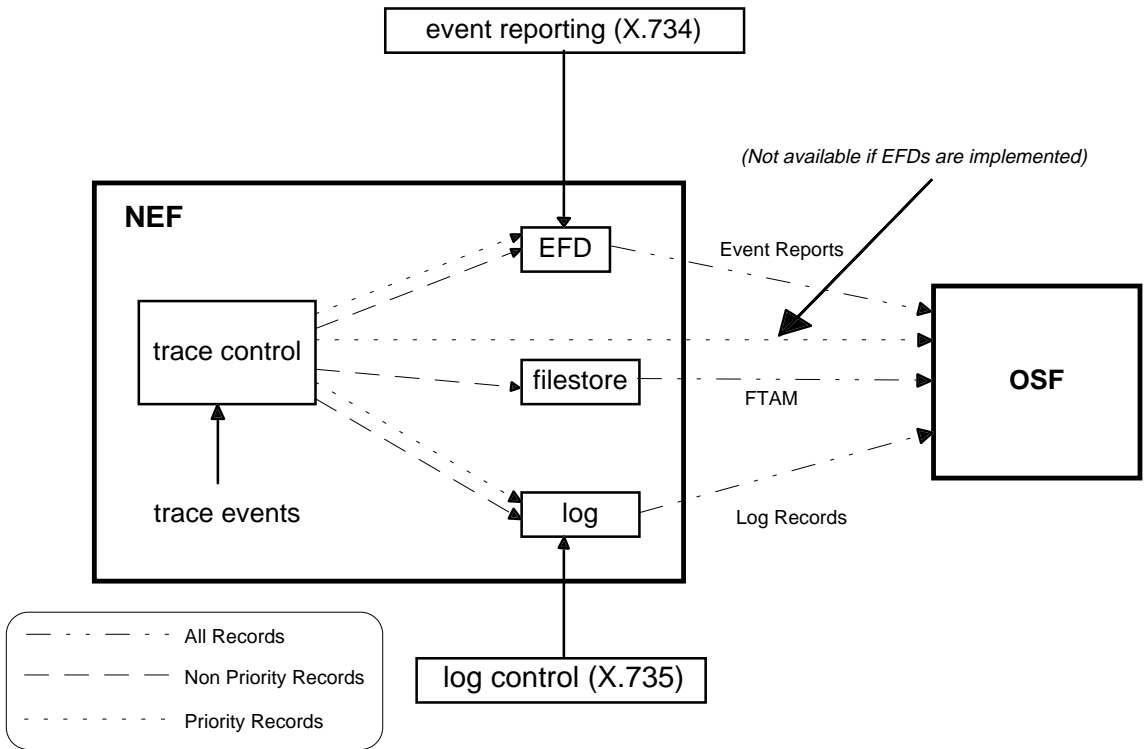 event reporting (X.734)
(Not available if EFDs are implemented)
NEF
EFD
Event Reports
trace control
filestore
OSF
FTAM
trace events
log
Log Records
All Records
Non Priority Records
Priority Records
log control (X.735)